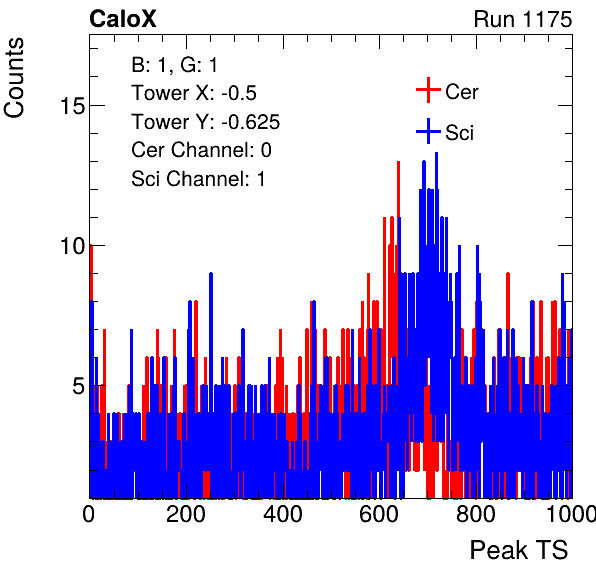 CaloX Run 1175
Counts
B: 1, G: 1
Tower X: -0.5
Tower Y: -0.625
Cer Channel: 0
Sci Channel: 1
Cer
Sci
15
10
5
0 200 400 600 800 1000
Peak TS